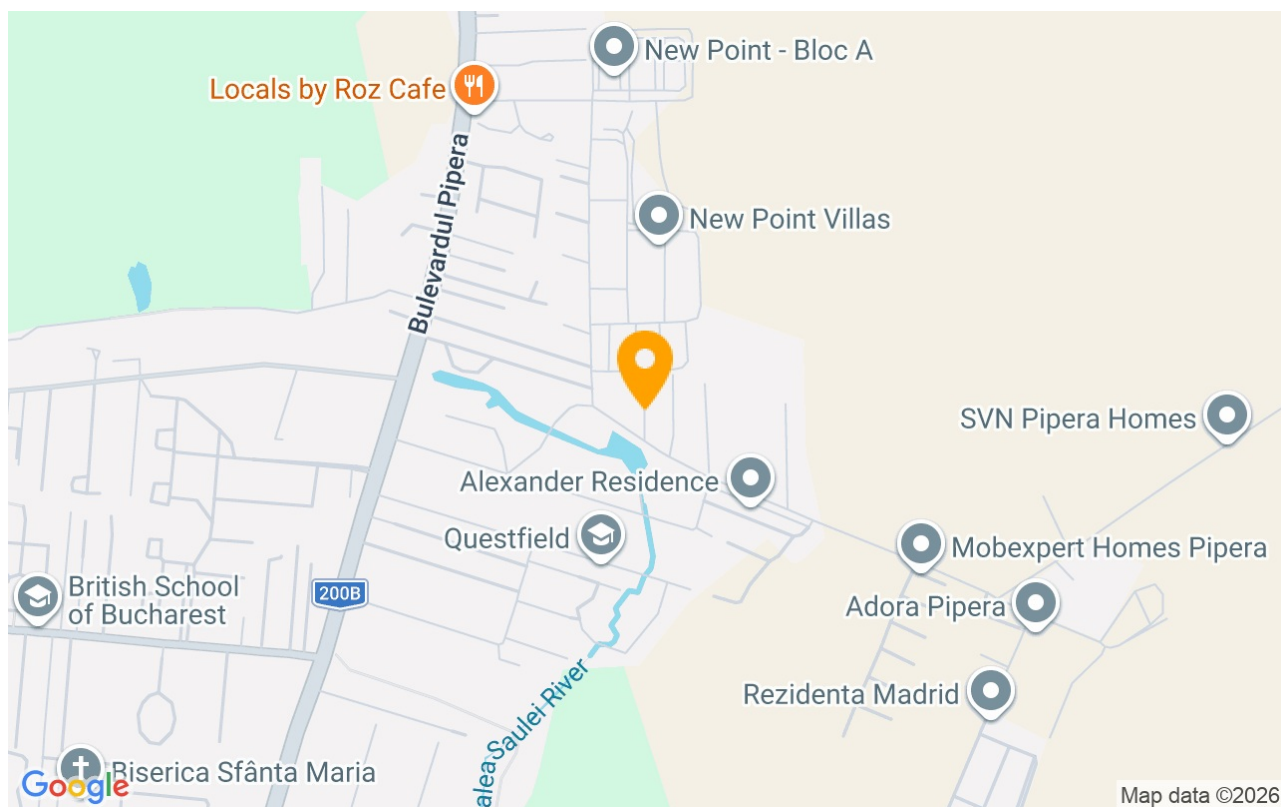 New Point - Bloc A
Locals by Roz Cafe
Bulevardul Pipera
New Point Villas
SVN Pipera Homes
Alexander Residence
Questfield
Mobexpert Homes Pipera
200B
British School
of Bucharest
Adora Pipera
Rezidenta Madrid
alea Saulei River
Biserica Sfânta Maria
Google
Map data ©2026